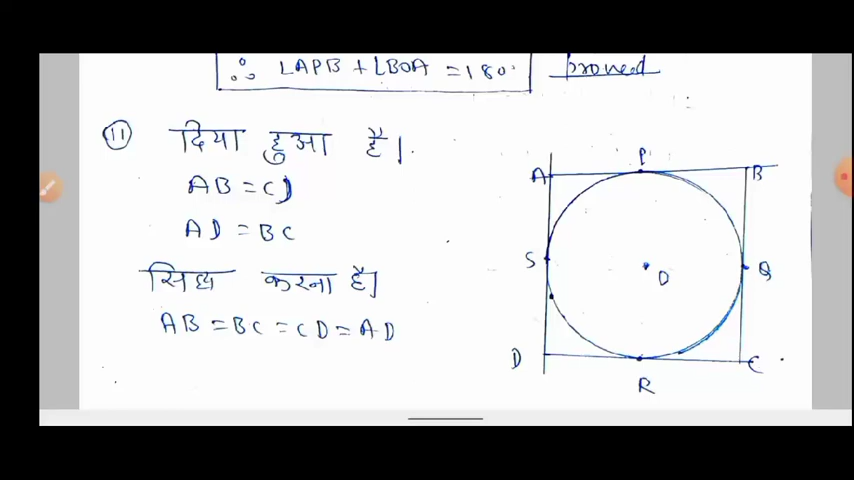 ∴ ∠APB + ∠BOA = 180° proved
(11) दिया हुआ है।
AB = CD
AD = BC
सिद्ध करना है।
AB = BC = CD = AD
A P B
S O Q
D R C